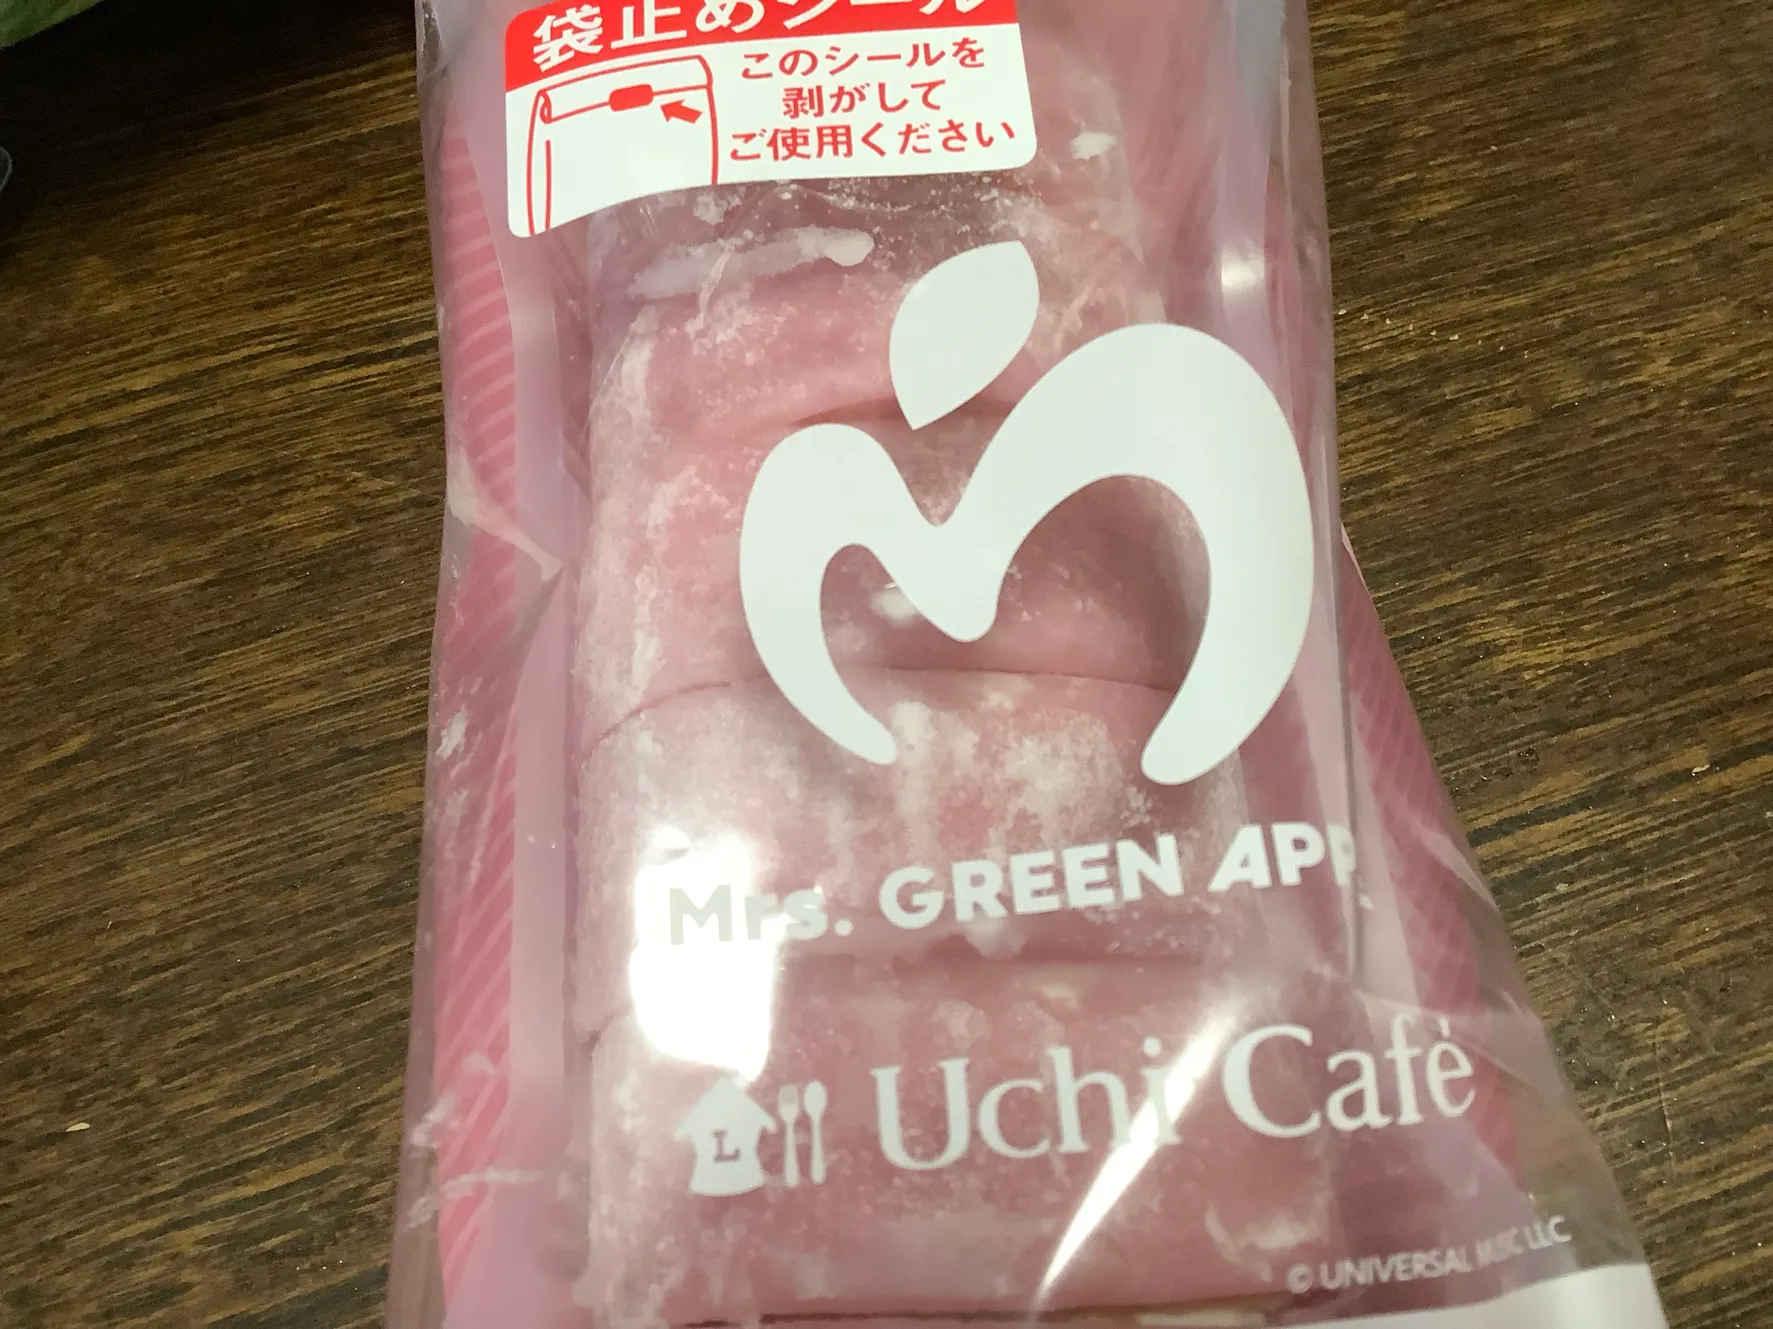 袋止めシール
このシールを
剥がして
ご使用ください
Mrs. GREEN APP
L Uchi Café
© UNIVERSAL MUSIC LLC